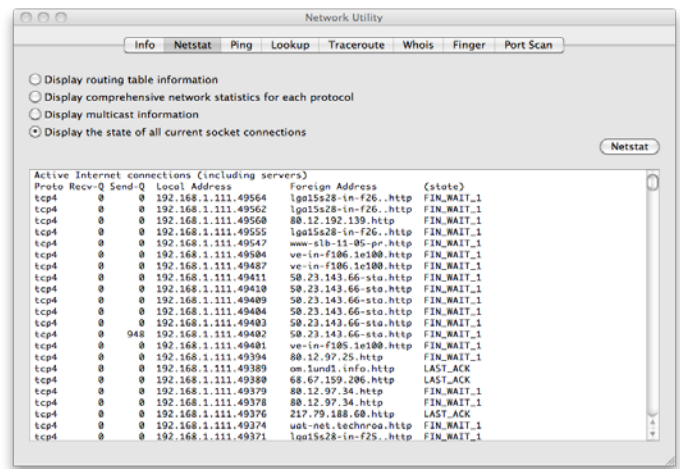 Network Utility
Info Netstat Ping Lookup Traceroute Whois Finger Port Scan
Display routing table information
Display comprehensive network statistics for each protocol
Display multicast information
Display the state of all current socket connections
Netstat
Active Internet connections (including servers)
Proto Recv-Q Send-Q Local Address Foreign Address (state)
tcp4 0 0 192.168.1.111.49564 lga15s28-in-f26..http FIN_WAIT_1
tcp4 0 0 192.168.1.111.49562 lga15s28-in-f26..http FIN_WAIT_1
tcp4 0 0 192.168.1.111.49560 80.12.192.139.http FIN_WAIT_1
tcp4 0 0 192.168.1.111.49555 lga15s28-in-f26..http FIN_WAIT_1
tcp4 0 0 192.168.1.111.49547 www-slb-11-05-pr.http FIN_WAIT_1
tcp4 0 0 192.168.1.111.49504 ve-in-f106.1e100.http FIN_WAIT_1
tcp4 0 0 192.168.1.111.49487 ve-in-f106.1e100.http FIN_WAIT_1
tcp4 0 0 192.168.1.111.49411 50.23.143.66-sta.http FIN_WAIT_1
tcp4 0 0 192.168.1.111.49410 50.23.143.66-sta.http FIN_WAIT_1
tcp4 0 0 192.168.1.111.49409 50.23.143.66-sta.http FIN_WAIT_1
tcp4 0 0 192.168.1.111.49404 50.23.143.66-sta.http FIN_WAIT_1
tcp4 0 0 192.168.1.111.49403 50.23.143.66-sta.http FIN_WAIT_1
tcp4 0 948 192.168.1.111.49402 50.23.143.66-sta.http FIN_WAIT_1
tcp4 0 0 192.168.1.111.49401 ve-in-f105.1e100.http FIN_WAIT_1
tcp4 0 0 192.168.1.111.49394 80.12.97.25.http FIN_WAIT_1
tcp4 0 0 192.168.1.111.49389 om.1und1.info.http LAST_ACK
tcp4 0 0 192.168.1.111.49380 68.67.159.206.http LAST_ACK
tcp4 0 0 192.168.1.111.49379 80.12.97.34.http FIN_WAIT_1
tcp4 0 0 192.168.1.111.49378 80.12.97.34.http FIN_WAIT_1
tcp4 0 0 192.168.1.111.49376 217.79.188.60.http LAST_ACK
tcp4 0 0 192.168.1.111.49374 uat-net.technroa.http FIN_WAIT_1
tcp4 0 0 192.168.1.111.49371 lga15s28-in-f25..http FIN_WAIT_1